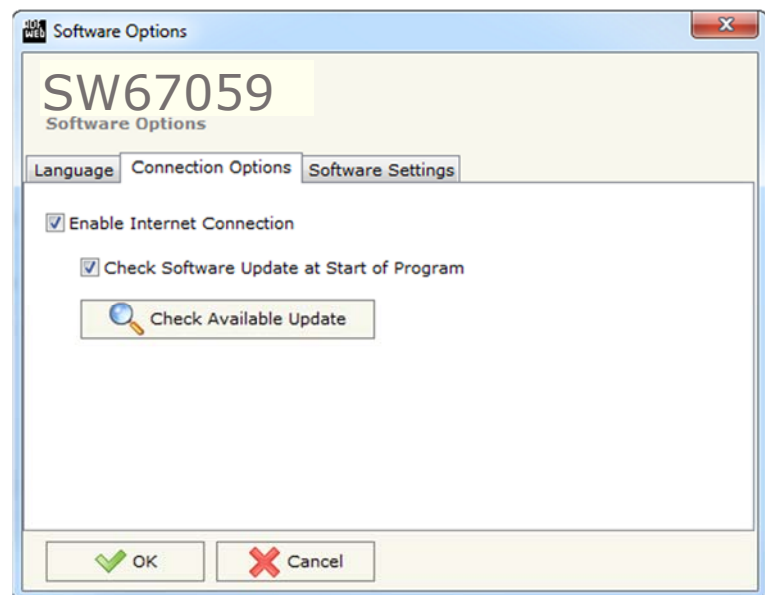 Software Options
SW67059
Software Options
Language Connection Options Software Settings
Enable Internet Connection
Check Software Update at Start of Program
Check Available Update
OK Cancel